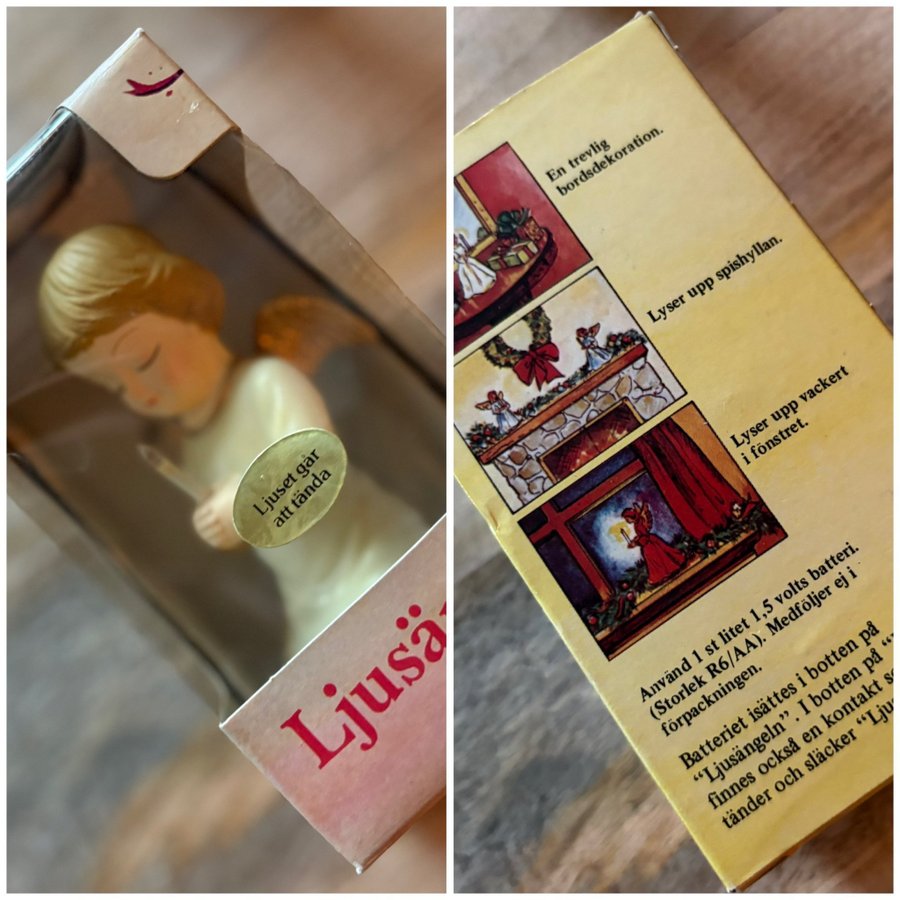 Ljuset går
att tända
Ljusä
En trevlig
bordsdekoration.
Lyser upp spishyllan.
Lyser upp vackert
i fönstret.
Använd 1 st litet 1,5 volts batteri.
(Storlek R6/AA). Medföljer ej i
förpackningen.
Batteriet isättes i botten på
“Ljusängeln”. I botten på “
finnes också en kontakt s
tänder och släcker “Lju